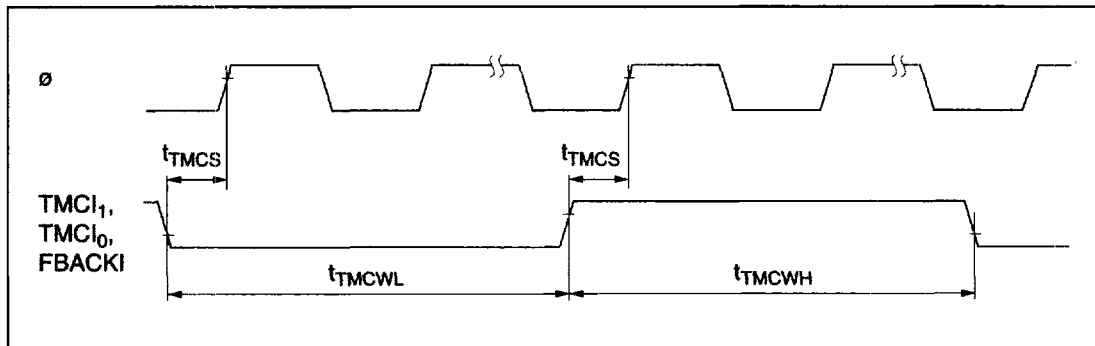 ø
tTMCS
tTMCS
TMCI1,
TMCI0,
FBACKI
tTMCWL
tTMCWH